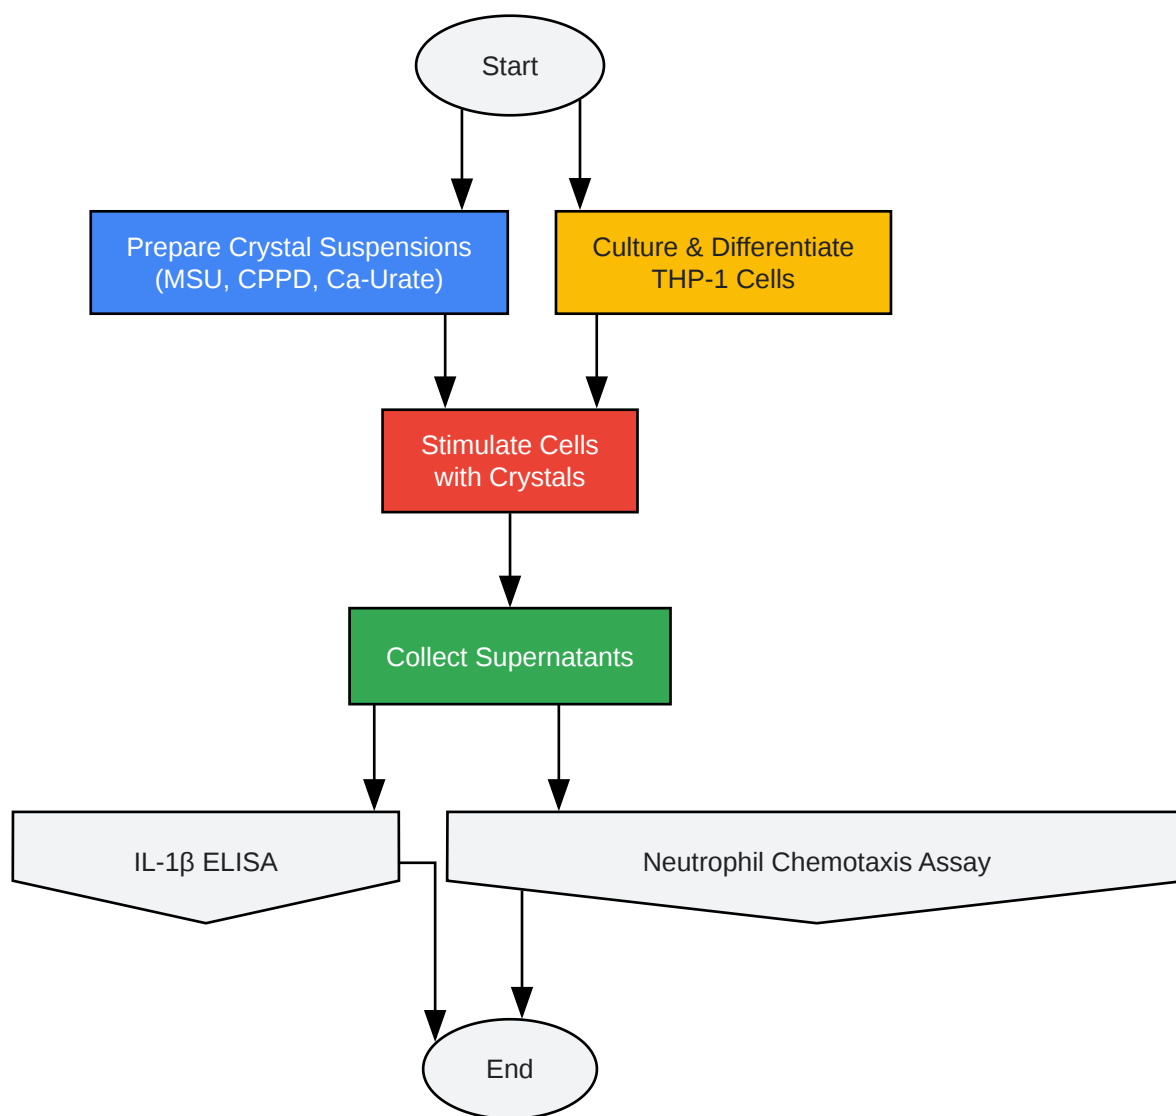 Start
Prepare Crystal Suspensions
(MSU, CPPD, Ca-Urate)
Culture & Differentiate
THP-1 Cells
Stimulate Cells
with Crystals
Collect Supernatants
IL-1β ELISA
Neutrophil Chemotaxis Assay
End